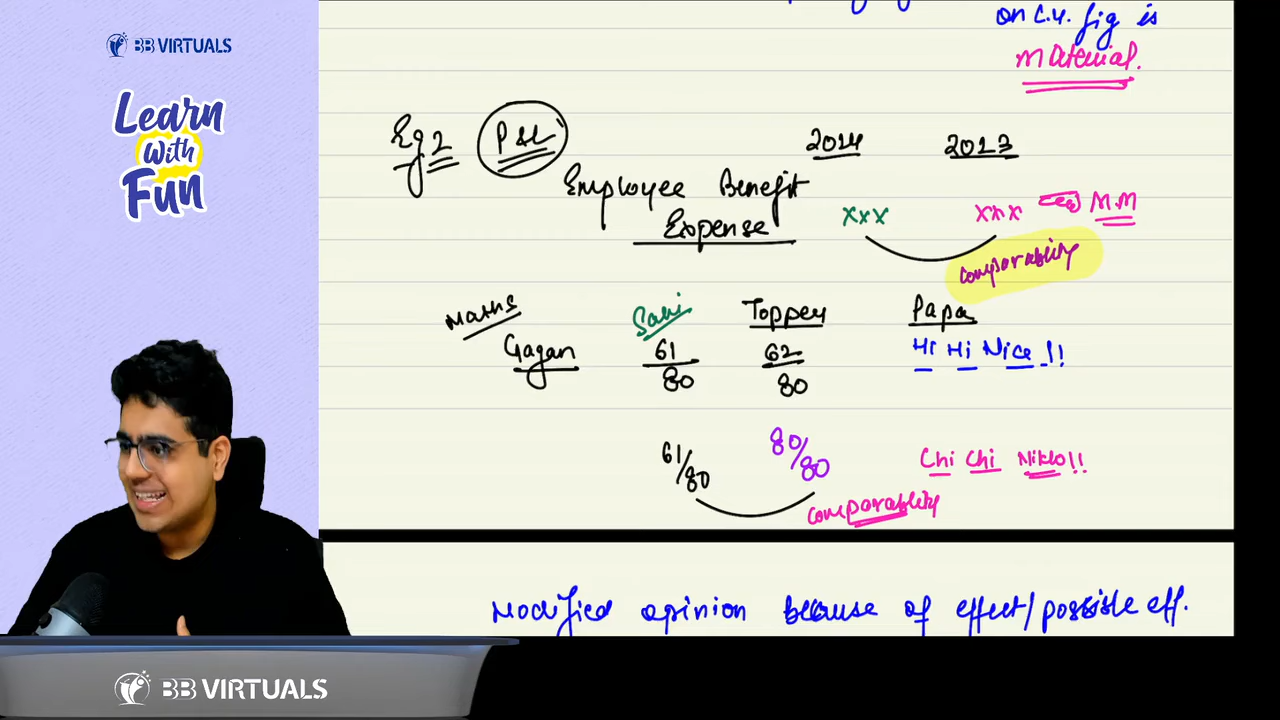 BB VIRTUALS
Learn
With
Fun
on C.Y. fig is
material.
Eg 2 P&L 2024 2023
Employee Benefit
Expense xxx xxx M.M
comparability
Maths Sahi Topper Papa
Gagan 61/80 62/80 Hi Hi Nice !!
61/80 80/80 Chi Chi Niklo!!
comparability
Modified opinion because of effect/possible eff.
BB VIRTUALS